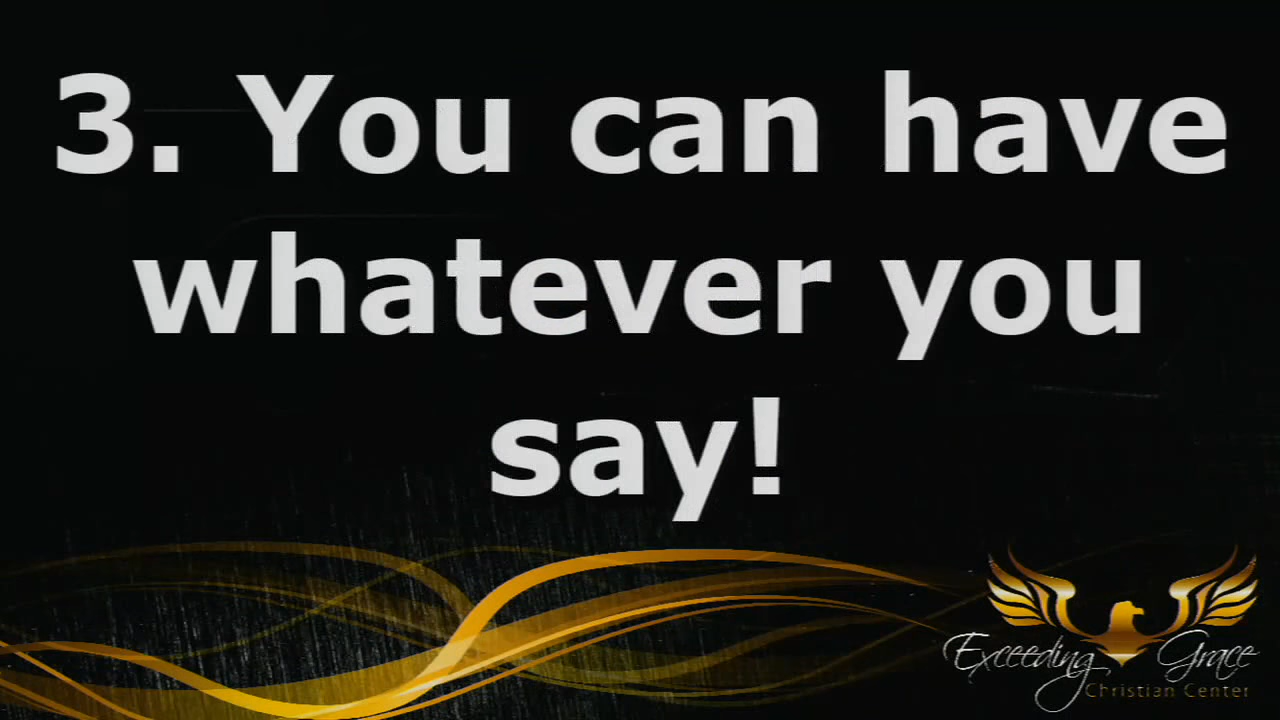 3. You can have
whatever you
say!
Exceeding Grace
Christian Center